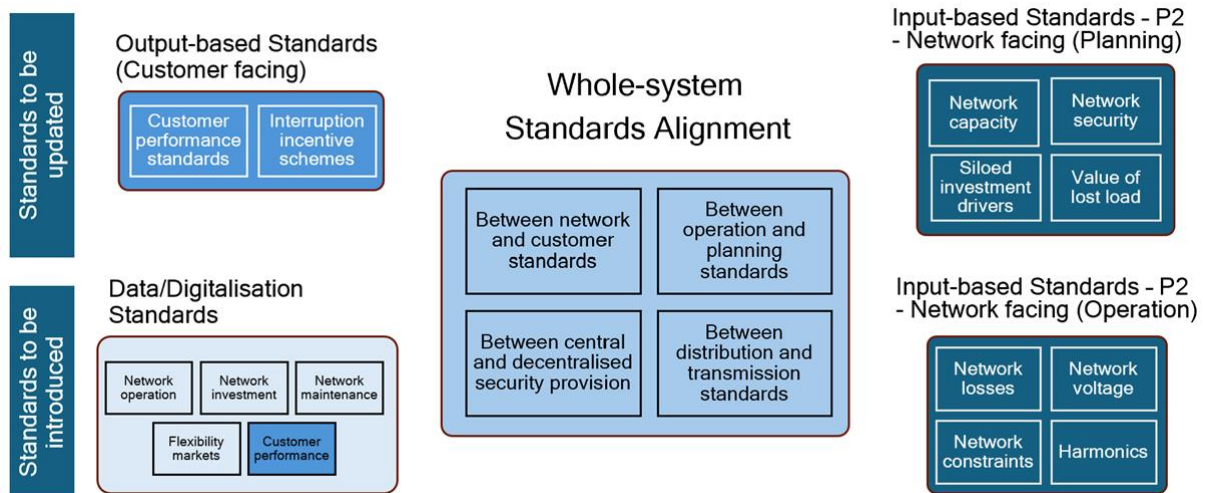 Standards to be
updated
Output-based Standards
(Customer facing)
Customer
performance
standards
Interruption
incentive
schemes
Whole-system
Standards Alignment
Between network
and customer
standards
Between
operation and
planning
standards
Between central
and decentralised
security provision
Between
distribution and
transmission
standards
Input-based Standards - P2
- Network facing (Planning)
Network
capacity
Network
security
Siloed
investment
drivers
Value of
lost load
Standards to be
introduced
Data/Digitalisation
Standards
Network
operation
Network
investment
Network
maintenance
Flexibility
markets
Customer
performance
Input-based Standards - P2
- Network facing (Operation)
Network
losses
Network
voltage
Network
constraints
Harmonics